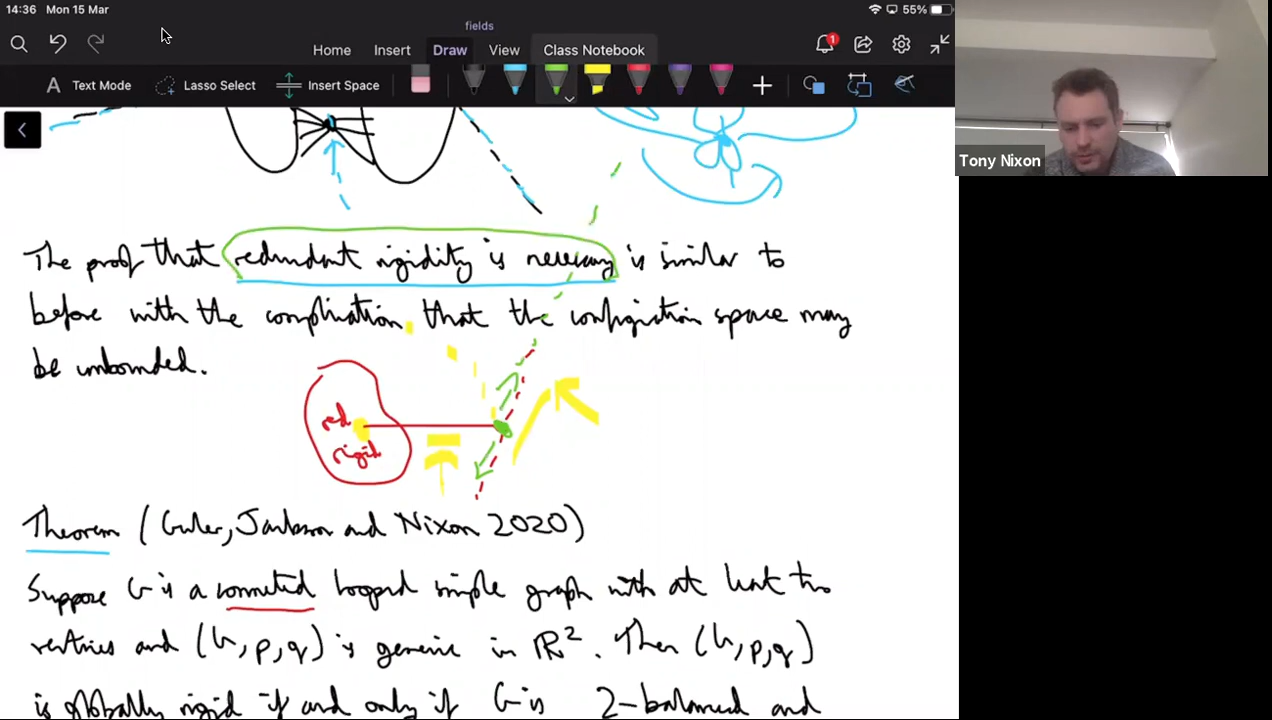 14:36 Mon 15 Mar
55%
fields
Home Insert Draw View Class Notebook
1
Text Mode Lasso Select Insert Space
Tony Nixon
The proof that redundant rigidity is necessary is similar to
before with the complication that the configuration space may
be unbounded.
red
rigid
Theorem (Guler, Jackson and Nixon 2020)
Suppose G is a connected looped simple graph with at least two
vertices and (G, p, q) is generic in ℝ². Then (G, p, q)
is globally rigid if and only if G is 2-balanced and